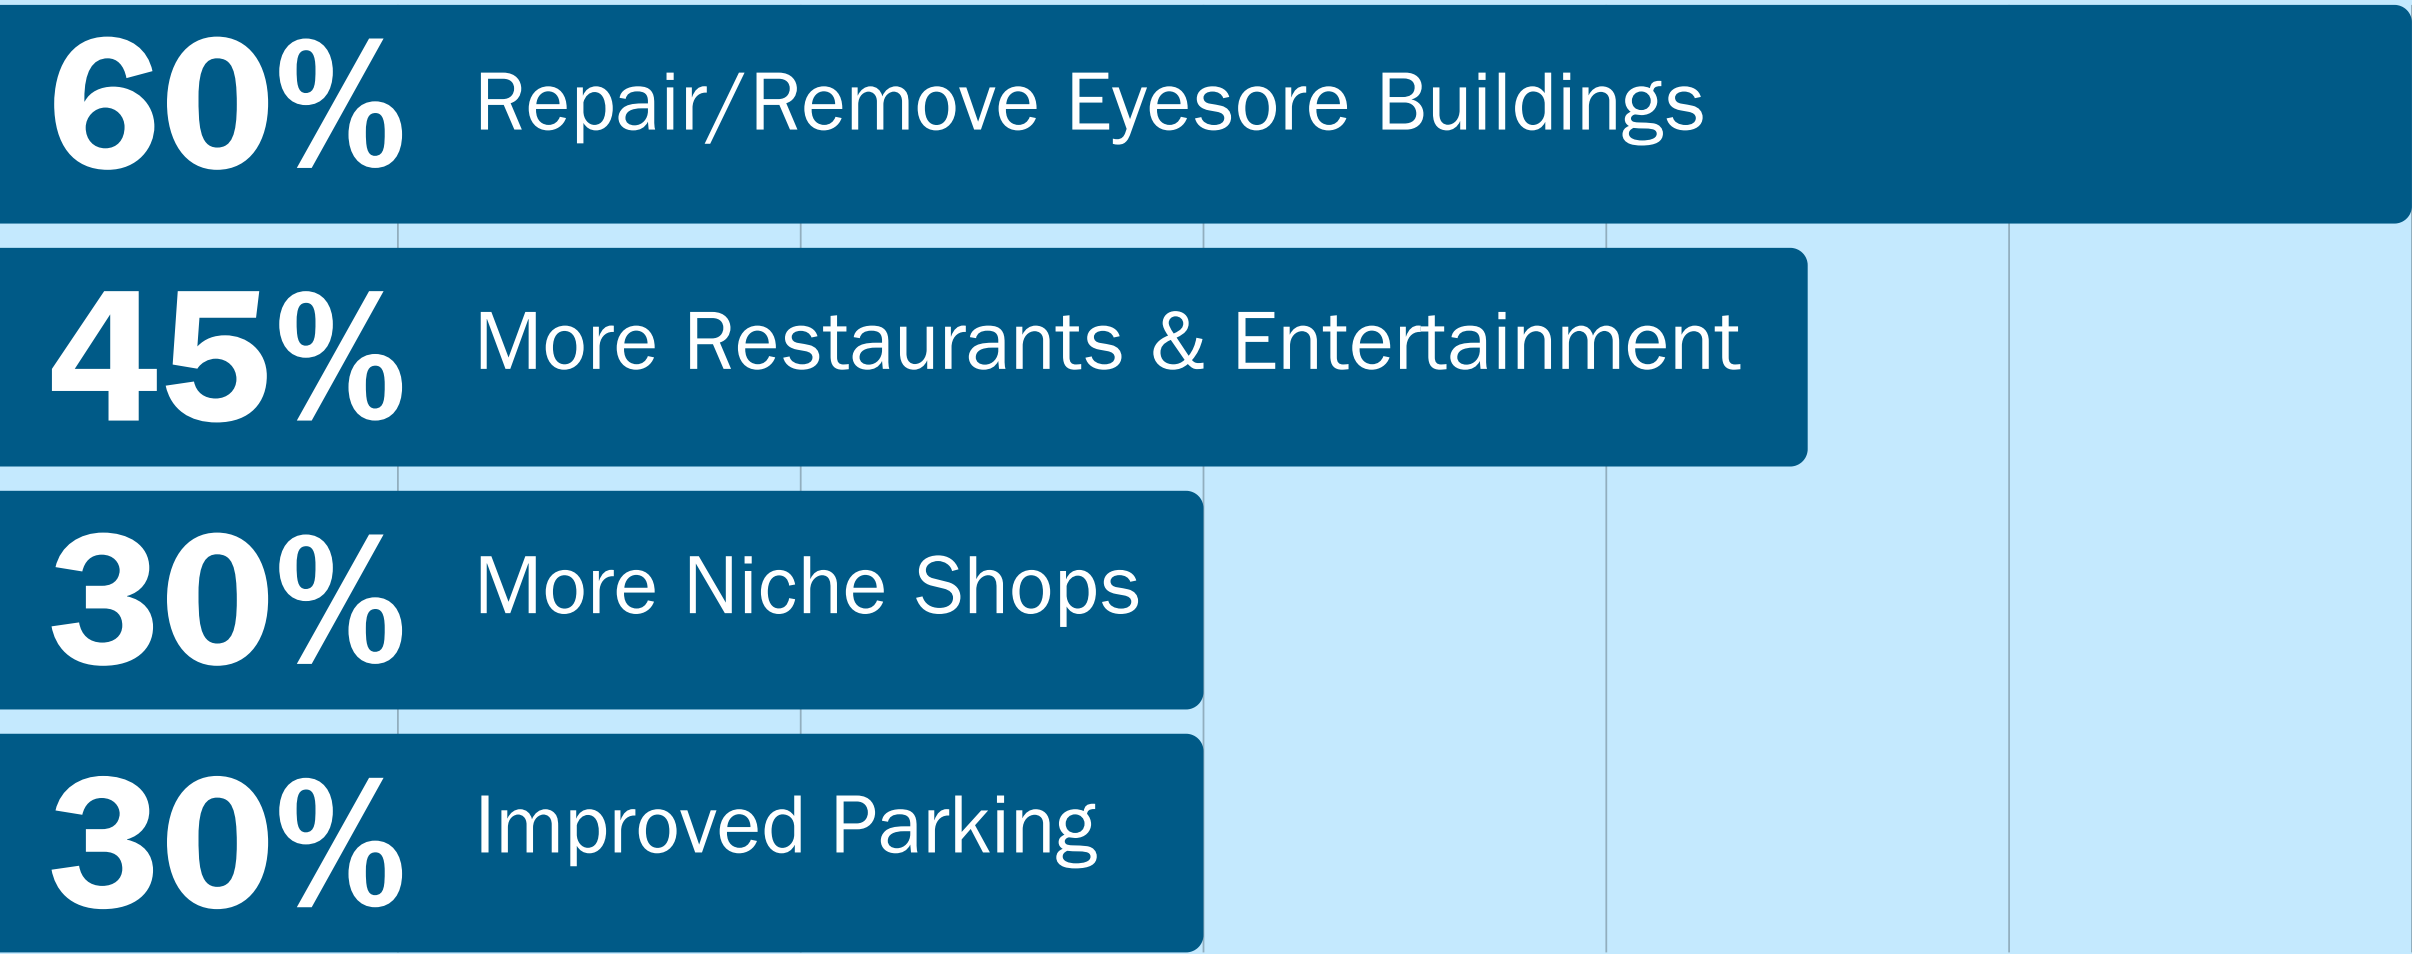 60% Repair/Remove Eyesore Buildings
45% More Restaurants & Entertainment
30% More Niche Shops
30% Improved Parking